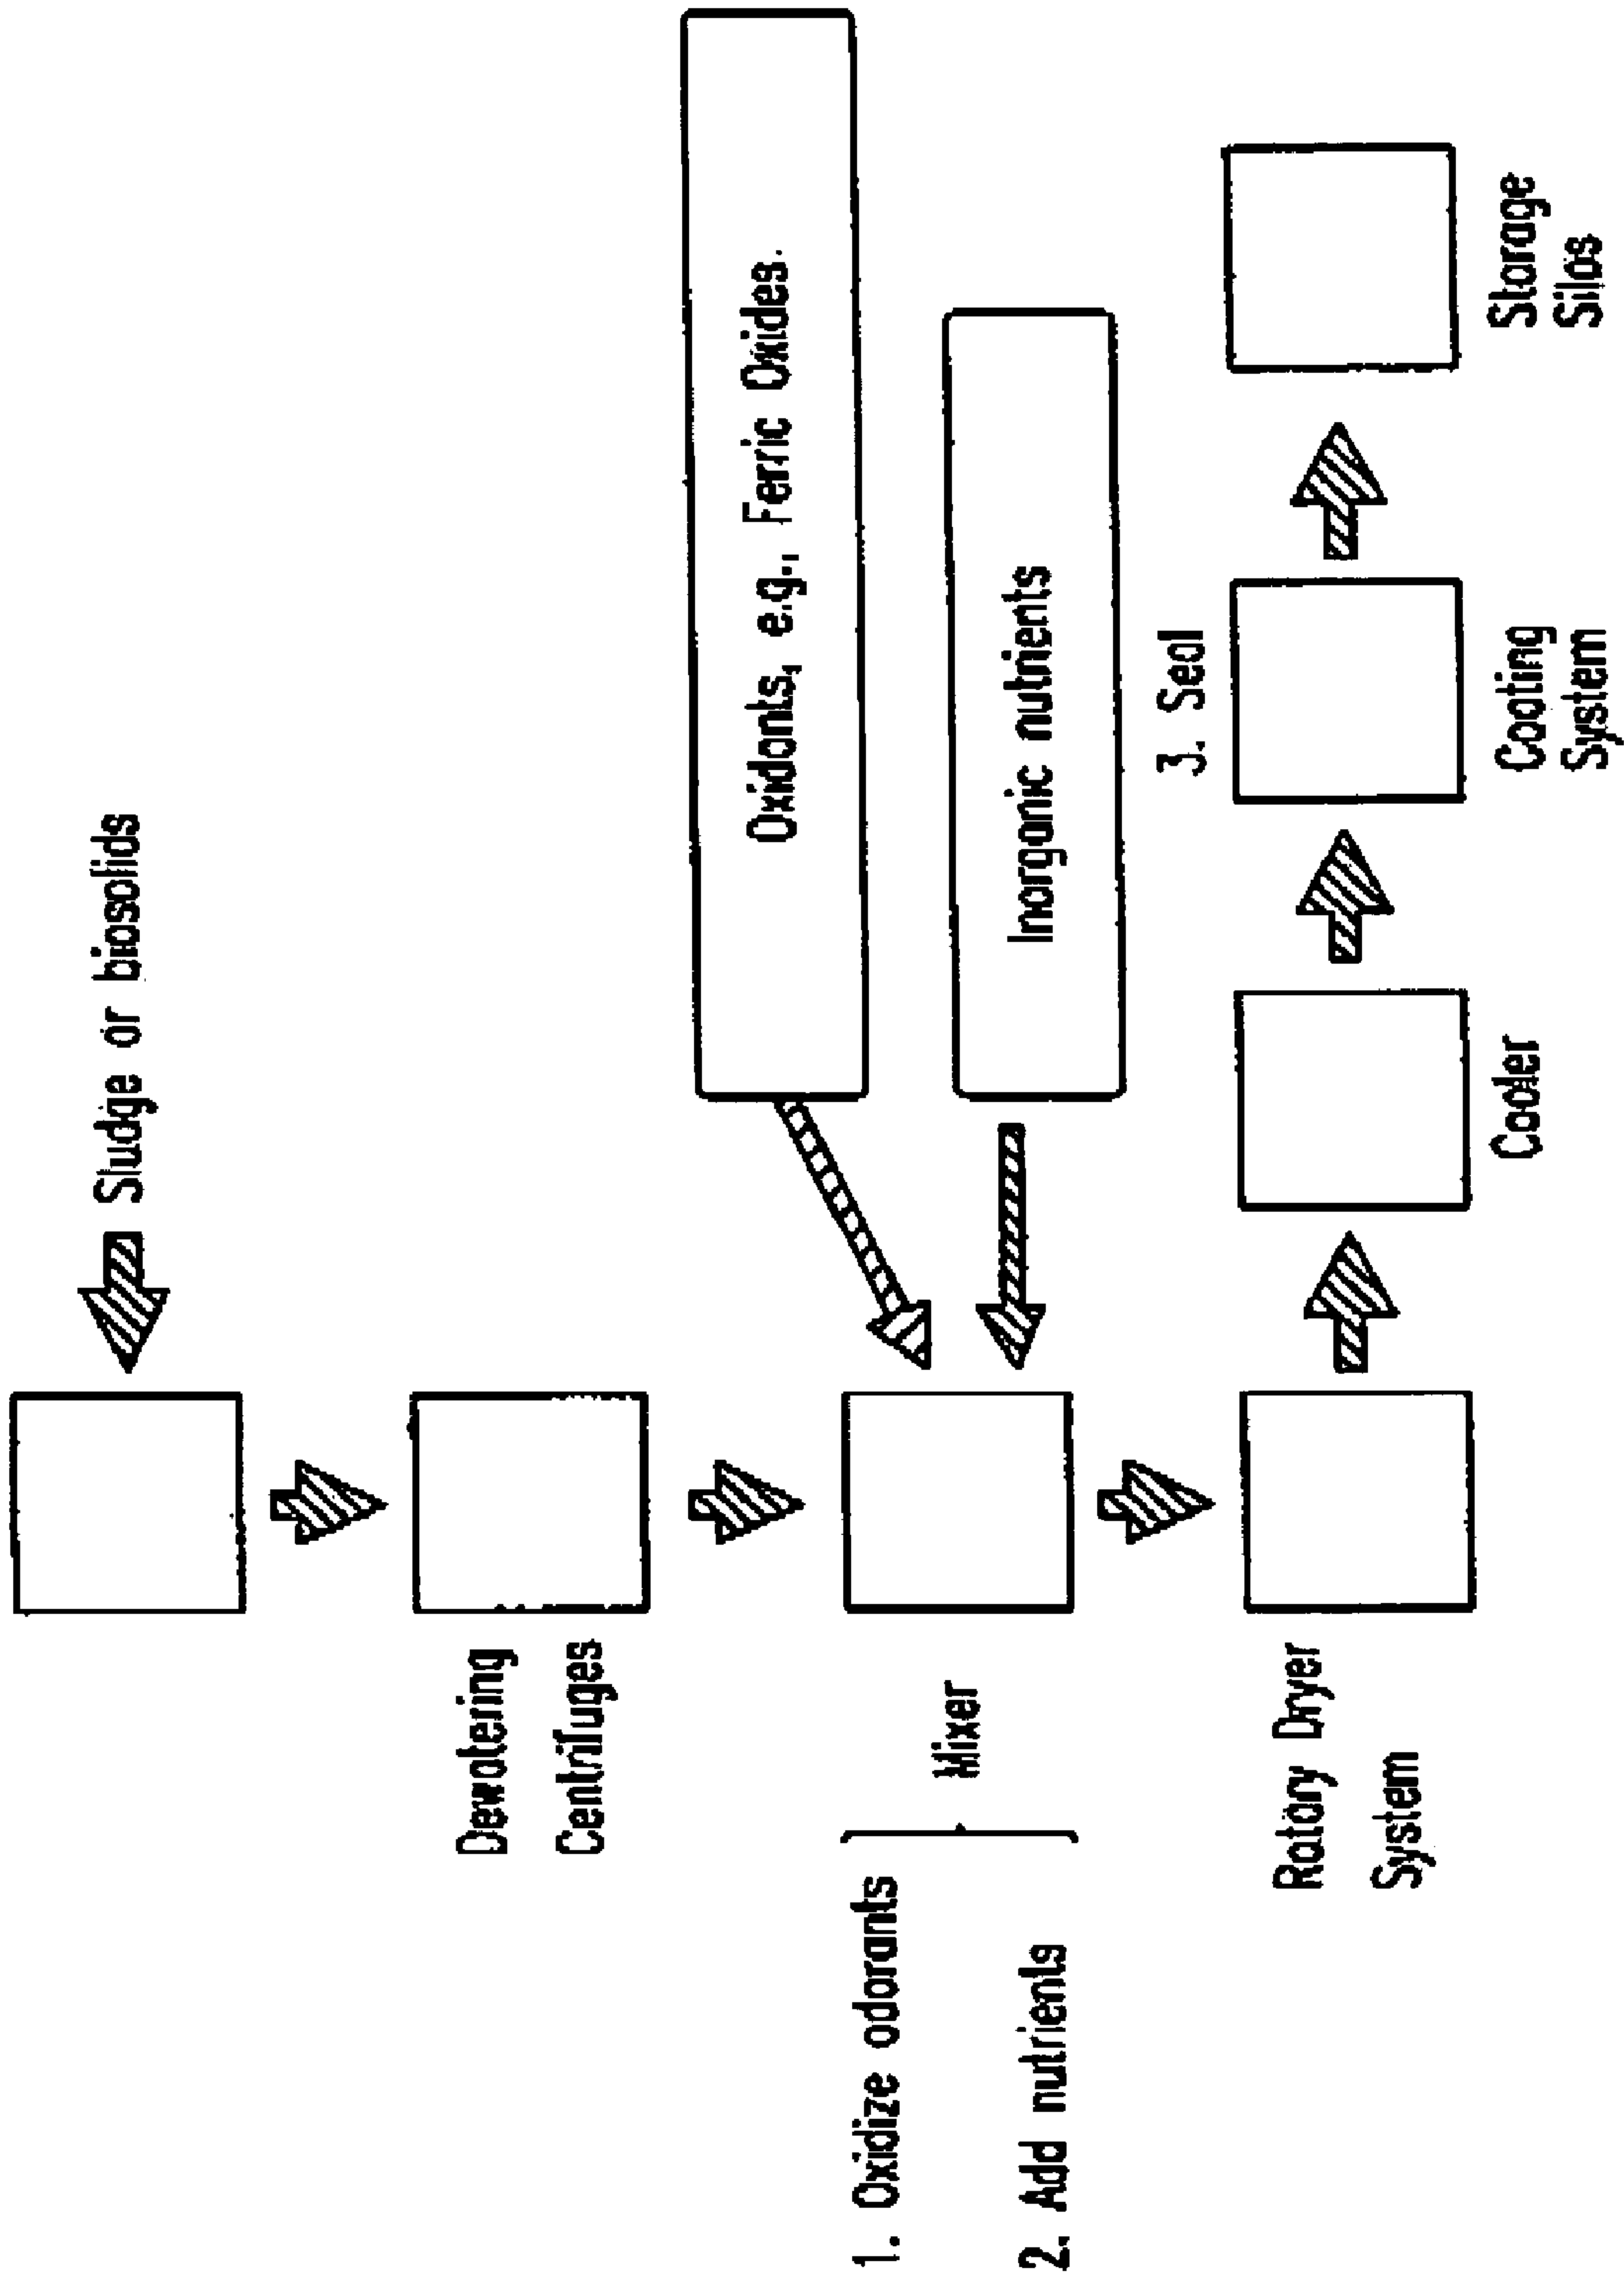 Sludge or biosolids
Dewatering
Centrifuges
Oxidants, e.g., Ferric Oxides.
Inorganic nutrients
1. Oxidize odorants
2. Add nutrients
Mixer
Rotary Dryer
System
Cooler
3. Seal
Coating
System
Storage
Silos